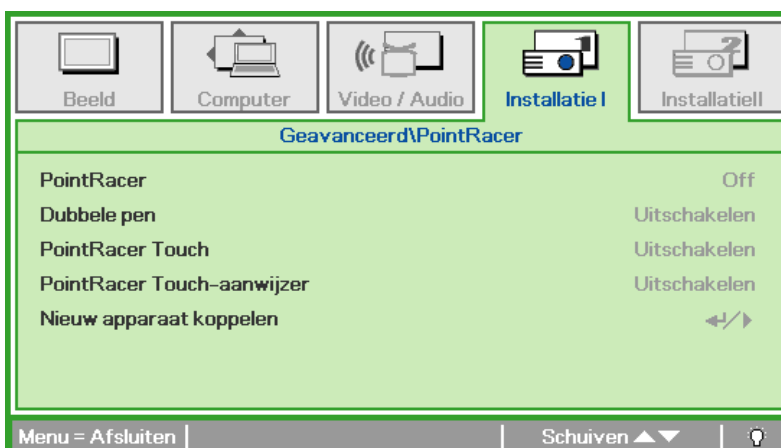 Beeld
Computer
Video / Audio
Installatie I
InstallatieII
Geavanceerd\PointRacer
PointRacer Off
Dubbele pen Uitschakelen
PointRacer Touch Uitschakelen
PointRacer Touch-aanwijzer Uitschakelen
Nieuw apparaat koppelen
Menu = Afsluiten
Schuiven